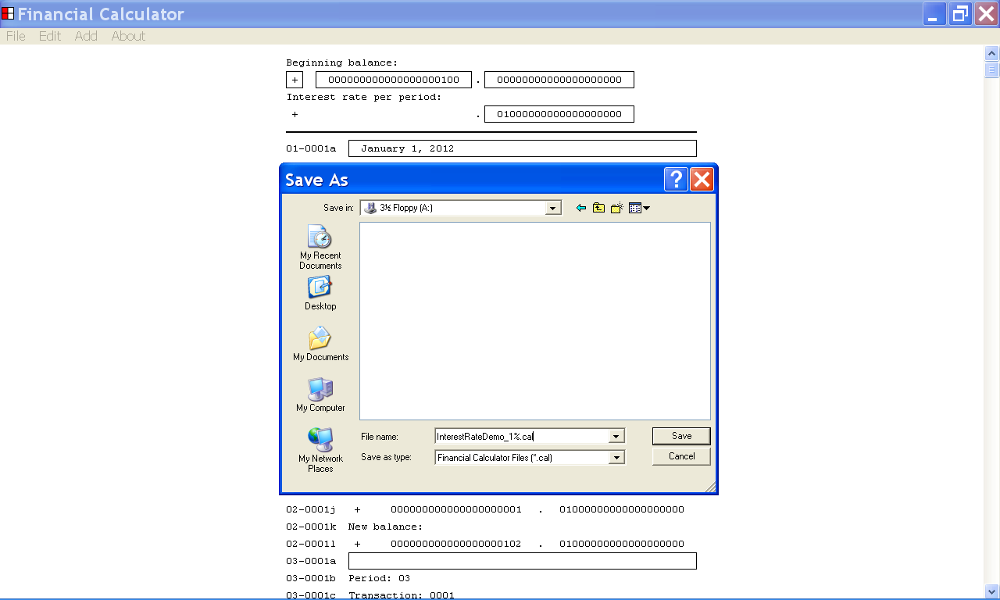 Financial Calculator
File Edit Add About
Beginning balance:
+ 000000000000000000100 . 00000000000000000000
Interest rate per period:
+ . 01000000000000000000
01-0001a January 1, 2012
Save As
Save in: 3½ Floppy (A:)
My Recent
Documents
Desktop
My Documents
My Computer
My Network
Places
File name: InterestRateDemo_1%.cal Save
Save as type: Financial Calculator Files (*.cal) Cancel
02-0001j + 000000000000000000001 . 01000000000000000000
02-0001k New balance:
02-0001l + 000000000000000000102 . 01000000000000000000
03-0001a
03-0001b Period: 03
03-0001c Transaction: 0001